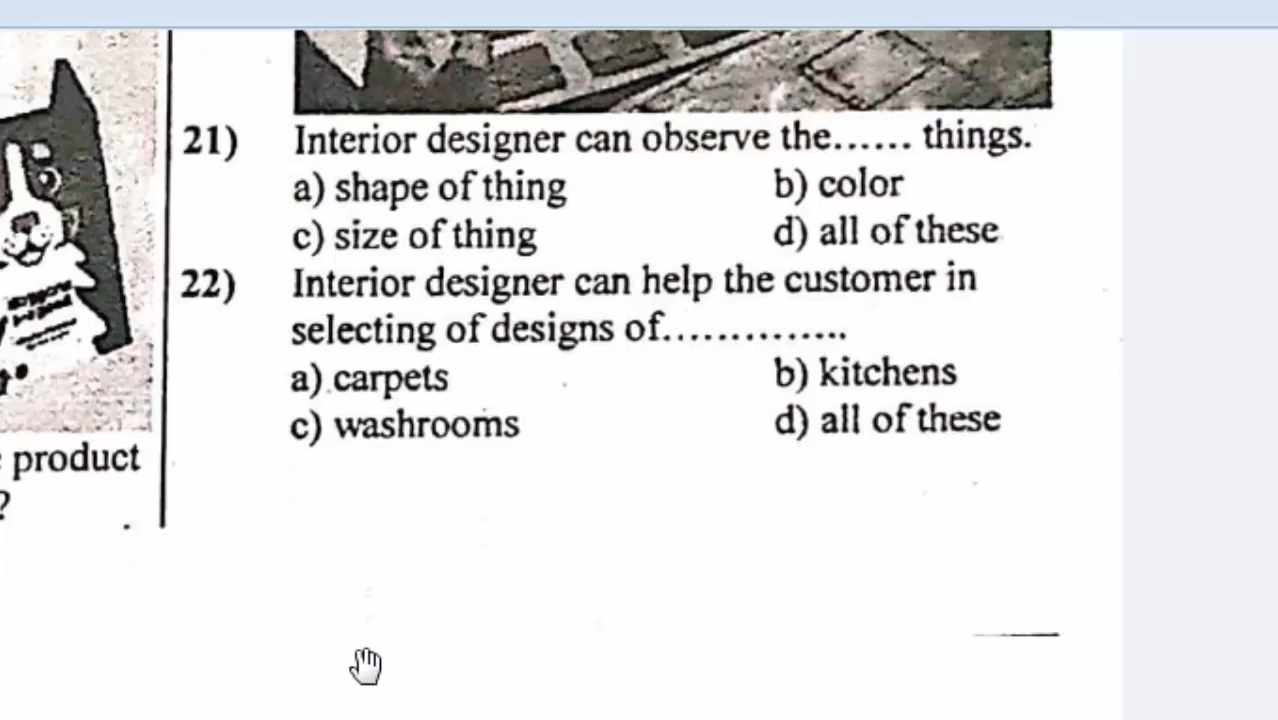 21) Interior designer can observe the...... things.
a) shape of thing b) color
c) size of thing d) all of these
22) Interior designer can help the customer in
selecting of designs of..............
a) carpets b) kitchens
c) washrooms d) all of these
product
?